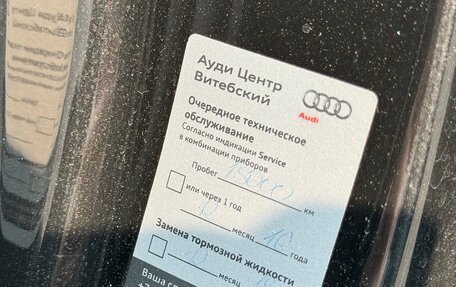 Ауди Центр
Витебский
Audi
Очередное техническое
обслуживание
Согласно индикации Service
в комбинации приборов
Пробег км
или через 1 год
месяц года
Замена тормозной жидкости
месяц